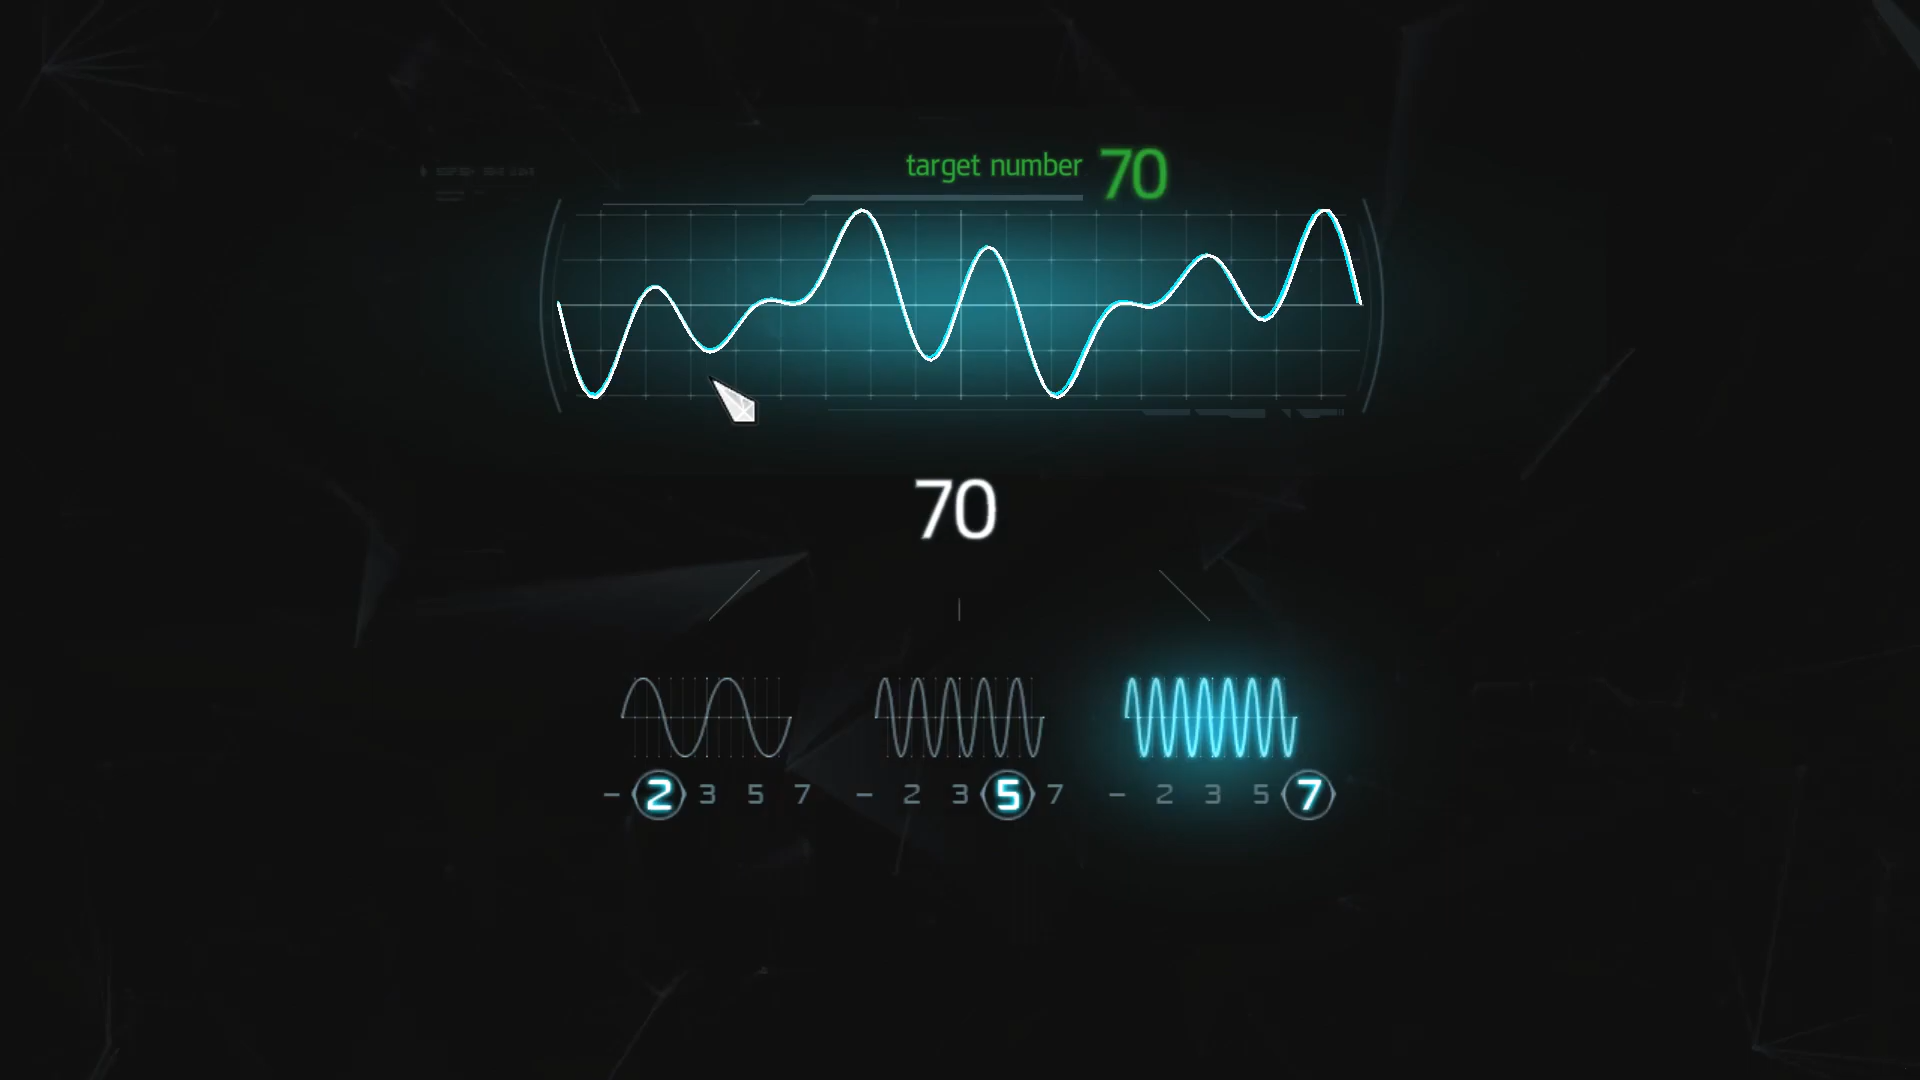 target number 70
70
– 2 3 5 7 – 2 3 5 7 – 2 3 5 7